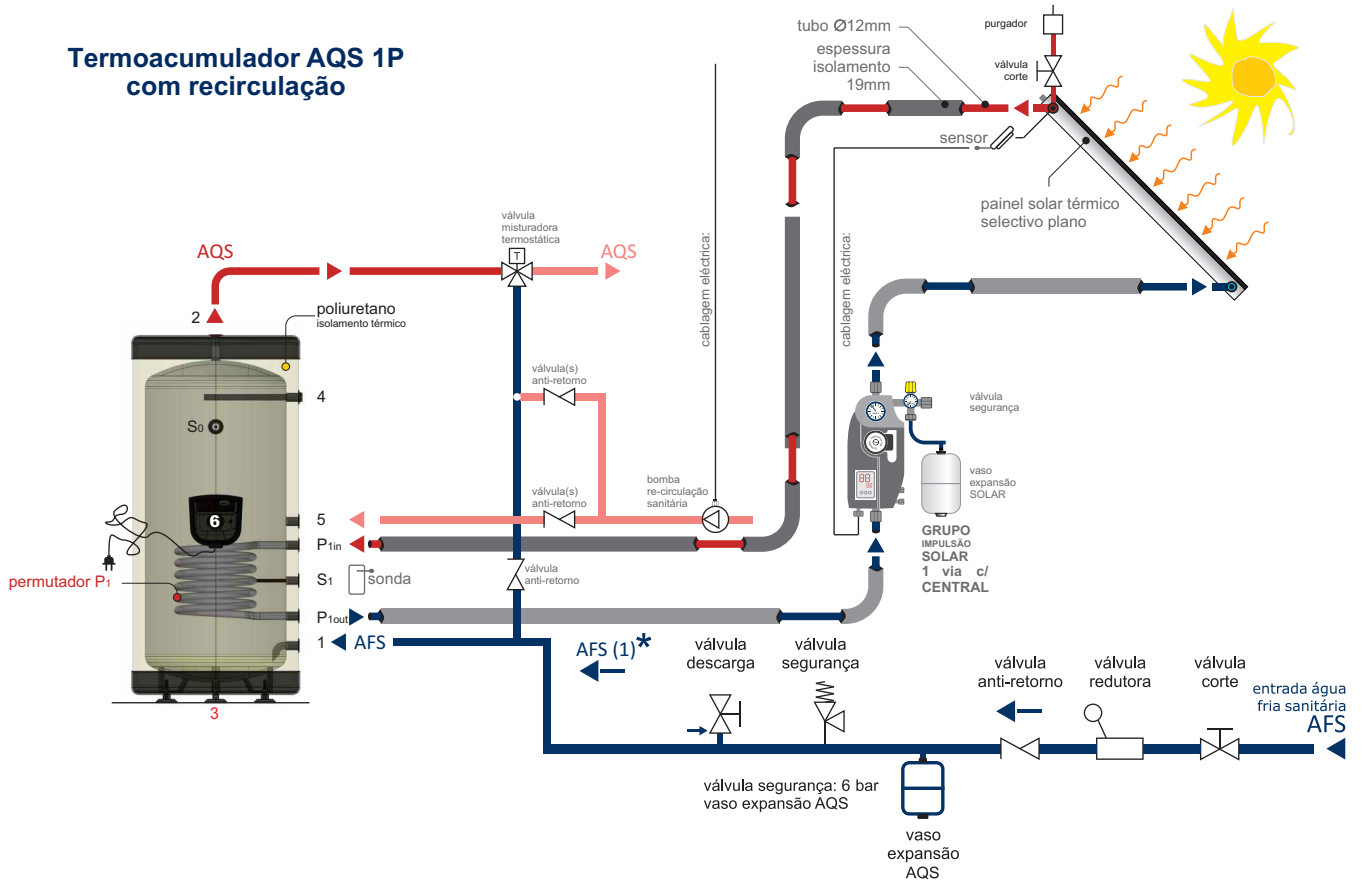 Termoacumulador AQS 1P
com recirculação
purgador
válvula
corte
tubo Ø12mm
espessura
isolamento
19mm
sensor
painel solar térmico
selectivo plano
cablagem eléctrica:
cablagem eléctrica:
válvula
misturadora
termostática
T
AQS
AQS
2
poliuretano
isolamento térmico
4
S0
válvula(s)
anti-retorno
válvula
segurança
vaso
expansão
SOLAR
6
5
válvula(s)
anti-retorno
bomba
re-circulação
sanitária
P1in
GRUPO
IMPULSÃO
SOLAR
1 via c/
CENTRAL
permutador P1
S1
sonda
válvula
anti-retorno
P1out
1
AFS
AFS (1)*
3
válvula
descarga
válvula
segurança
válvula
anti-retorno
válvula
redutora
válvula
corte
entrada água
fria sanitária
AFS
válvula segurança: 6 bar
vaso expansão AQS
vaso
expansão
AQS